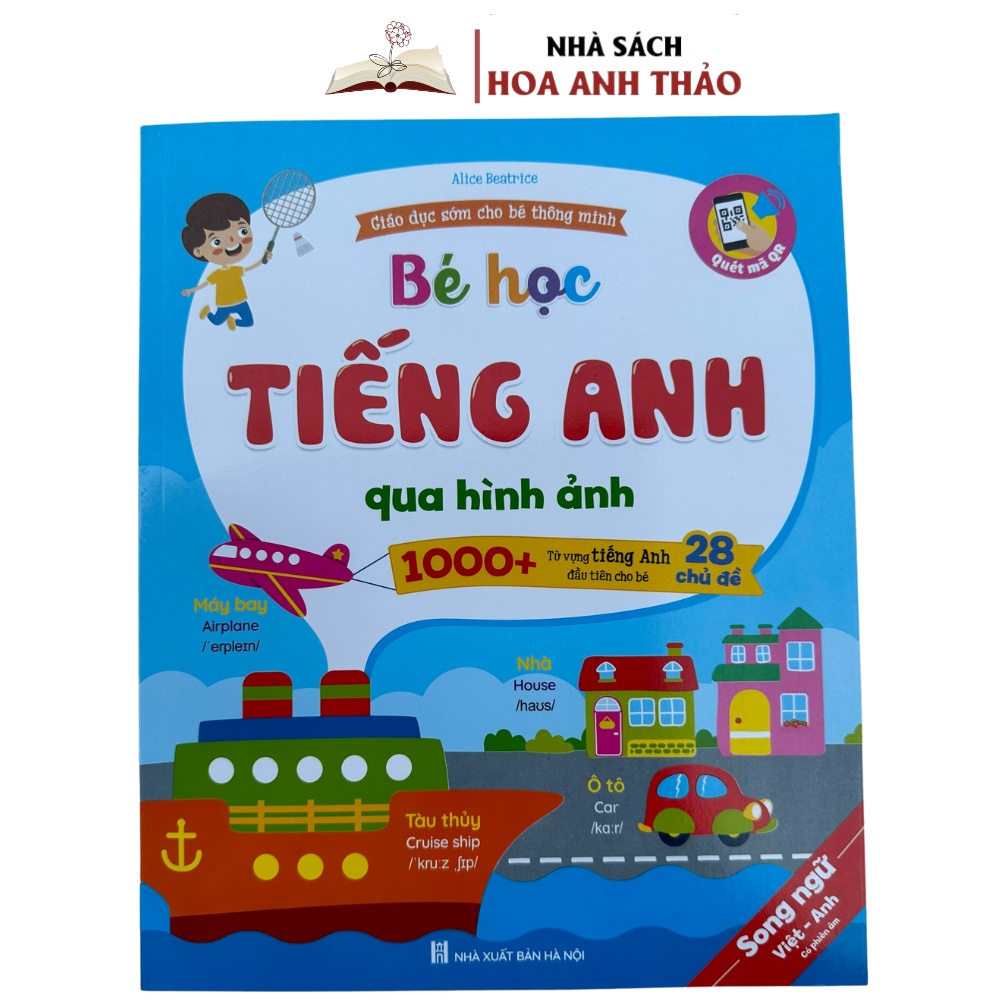 NHÀ SÁCH
HOA ANH THẢO
Alice Beatrice
Giáo dục sớm cho bé thông minh
Quét mã QR
Bé học
TIẾNG ANH
qua hình ảnh
1000+ Từ vựng tiếng Anh đầu tiên cho bé
28 chủ đề
Máy bay
Airplane
/ˈerpleɪn/
Nhà
House
/haʊs/
Ô tô
Car
/kɑːr/
Tàu thủy
Cruise ship
/ˈkruːz ˌʃɪp/
Song ngữ
Việt - Anh
Có phiên âm
NHÀ XUẤT BẢN HÀ NỘI